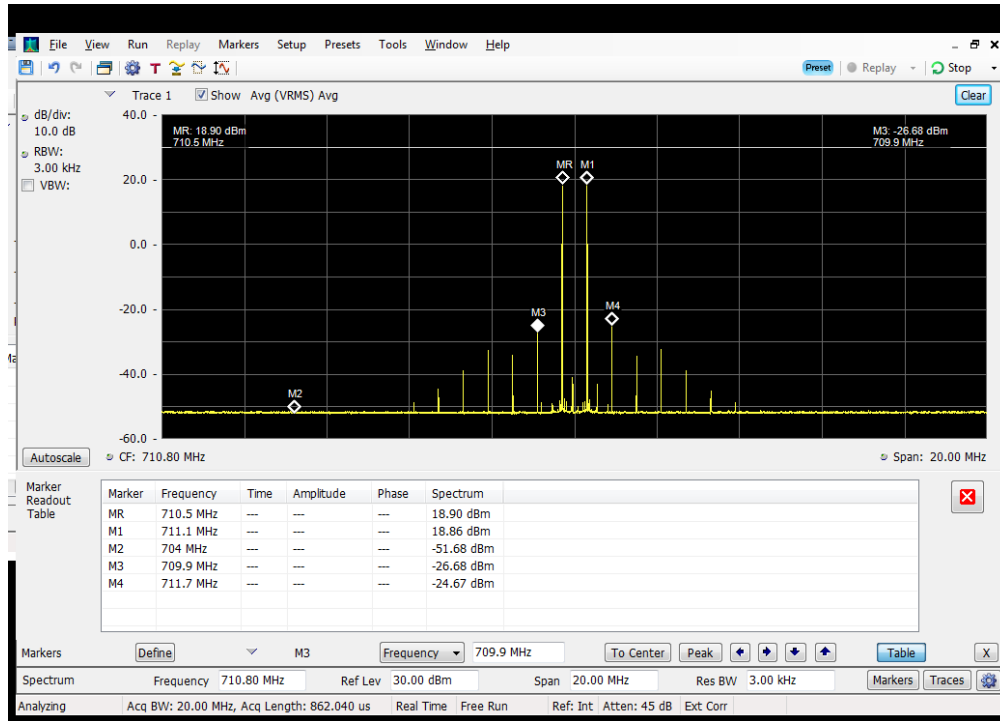 File View Run Replay Markers Setup Presets Tools Window Help
T Preset Replay Stop
Trace 1 Show Avg (VRMS) Avg Clear
dB/div:
10.0 dB
RBW:
3.00 kHz
VBW:
40.0
20.0
0.0
-20.0
-40.0
-60.0
MR: 18.90 dBm
710.5 MHz
M3: -26.68 dBm
709.9 MHz
MR M1
M3 M4
M2
Autoscale CF: 710.80 MHz Span: 20.00 MHz
Marker
Readout
Table
Marker Frequency Time Amplitude Phase Spectrum
MR 710.5 MHz --- --- --- 18.90 dBm
M1 711.1 MHz --- --- --- 18.86 dBm
M2 704 MHz --- --- --- -51.68 dBm
M3 709.9 MHz --- --- --- -26.68 dBm
M4 711.7 MHz --- --- --- -24.67 dBm
Markers Define M3 Frequency 709.9 MHz To Center Peak Table X
Spectrum Frequency 710.80 MHz Ref Lev 30.00 dBm Span 20.00 MHz Res BW 3.00 kHz Markers Traces
Analyzing Acq BW: 20.00 MHz, Acq Length: 862.040 us Real Time Free Run Ref: Int Atten: 45 dB Ext Corr